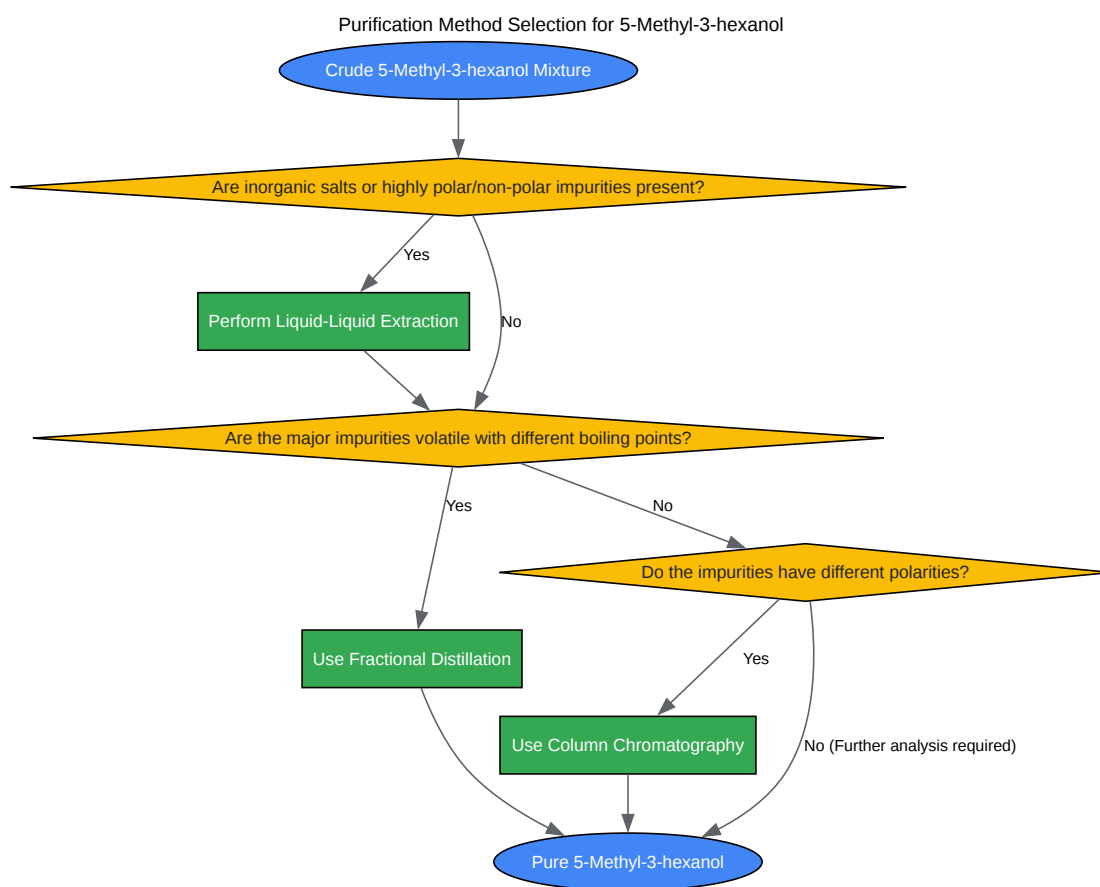 Purification Method Selection for 5-Methyl-3-hexanol
Crude 5-Methyl-3-hexanol Mixture
Are inorganic salts or highly polar/non-polar impurities present?
Yes
Perform Liquid-Liquid Extraction
No
Are the major impurities volatile with different boiling points?
Yes
No
Do the impurities have different polarities?
Use Fractional Distillation
Yes
Use Column Chromatography
No (Further analysis required)
Pure 5-Methyl-3-hexanol